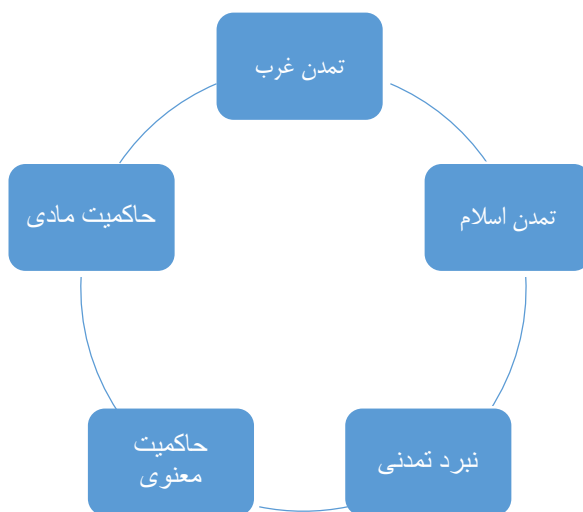 تمدن غرب
تمدن اسلام
نبرد تمدنی
حاکمیت
معنوی
حاکمیت مادی